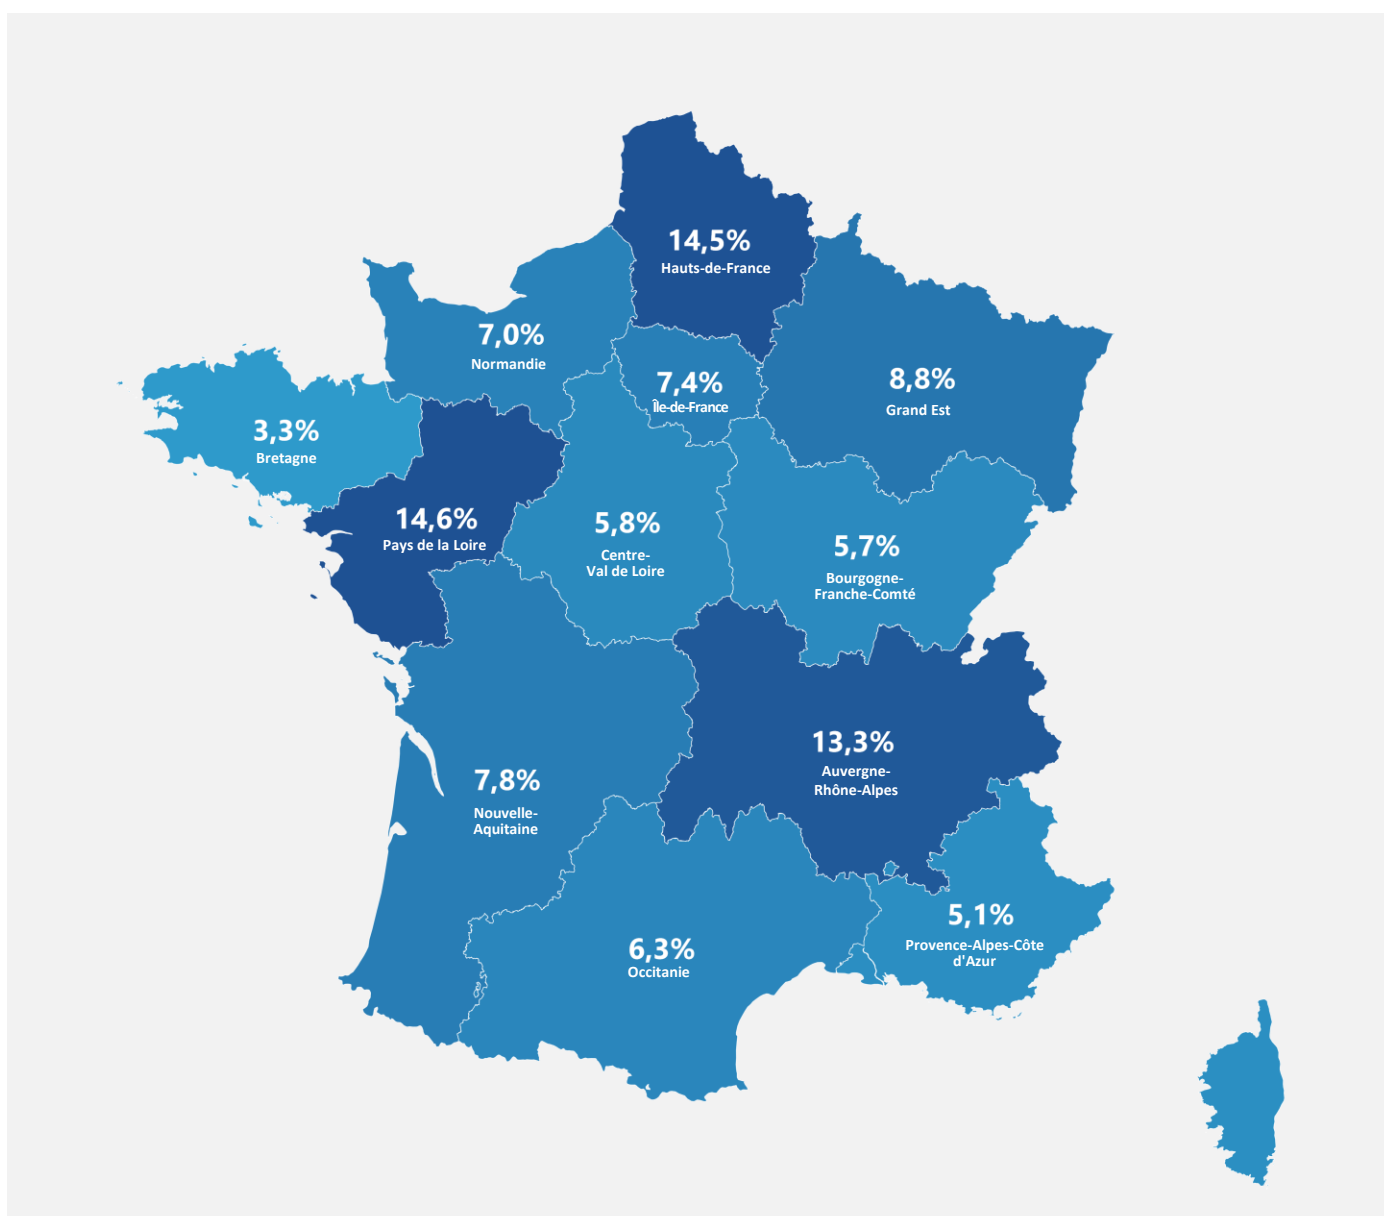 14,5%
Hauts-de-France
7,0%
Normandie
7,4%
Île-de-France
8,8%
Grand Est
3,3%
Bretagne
14,6%
Pays de la Loire
5,8%
Centre-
Val de Loire
5,7%
Bourgogne-
Franche-Comté
13,3%
Auvergne-
Rhône-Alpes
7,8%
Nouvelle-
Aquitaine
6,3%
Occitanie
5,1%
Provence-Alpes-Côte
d'Azur